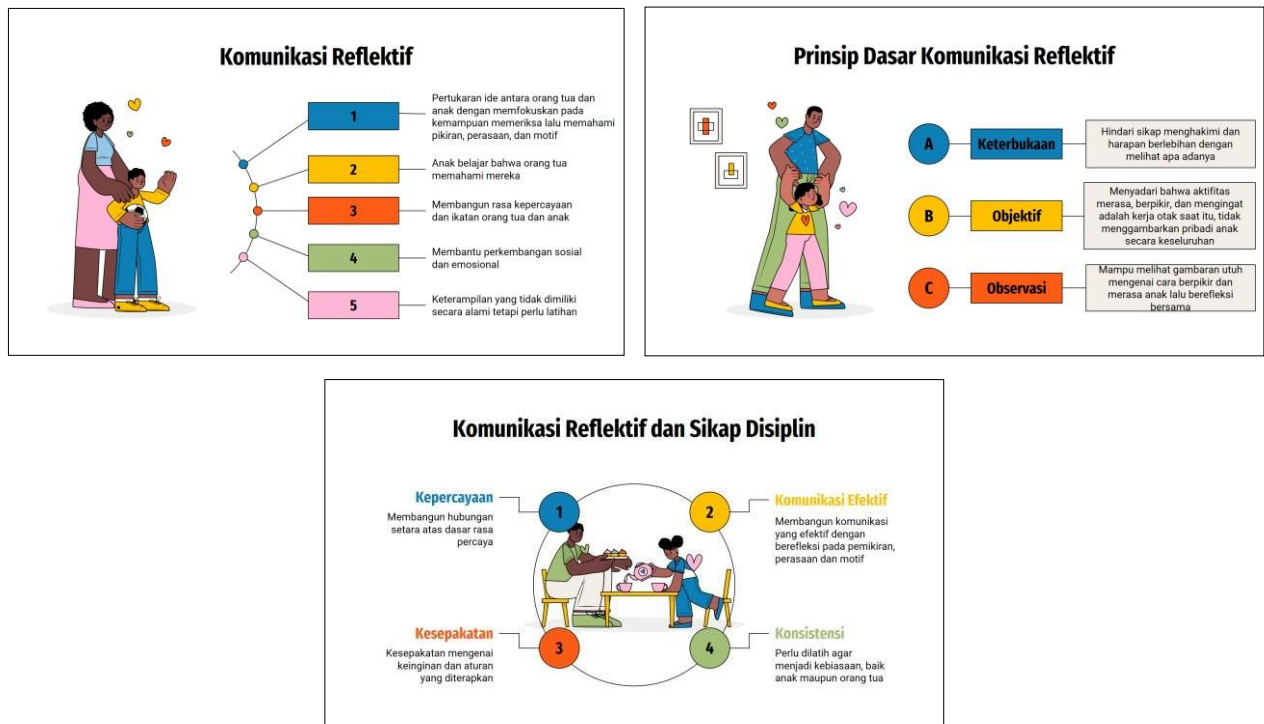 Komunikasi Reflektif
1
Pertukaran ide antara orang tua dan
anak dengan memfokuskan pada
kemampuan memeriksa lalu memahami
pikiran, perasaan, dan motif
2
Anak belajar bahwa orang tua
memahami mereka
3
Membangun rasa kepercayaan
dan ikatan orang tua dan anak
4
Membantu perkembangan sosial
dan emosional
5
Keterampilan yang tidak dimiliki
secara alami tetapi perlu latihan
Prinsip Dasar Komunikasi Reflektif
A
Keterbukaan
Hindari sikap menghakimi dan
harapan berlebihan dengan
melihat apa adanya
B
Objektif
Menyadari bahwa aktifitas
merasa, berpikir, dan mengingat
adalah kerja otak saat itu, tidak
menggambarkan pribadi anak
secara keseluruhan
C
Observasi
Mampu melihat gambaran utuh
mengenai cara berpikir dan
merasa anak lalu berefleksi
bersama
Komunikasi Reflektif dan Sikap Disiplin
Kepercayaan
Membangun hubungan
setara atas dasar rasa
percaya
1
2
Komunikasi Efektif
Membangun komunikasi
yang efektif dengan
berefleksi pada pemikiran,
perasaan dan motif
Kesepakatan
Kesepakatan mengenai
keinginan dan aturan
yang diterapkan
3
4
Konsistensi
Perlu dilatih agar
menjadi kebiasaan, baik
anak maupun orang tua